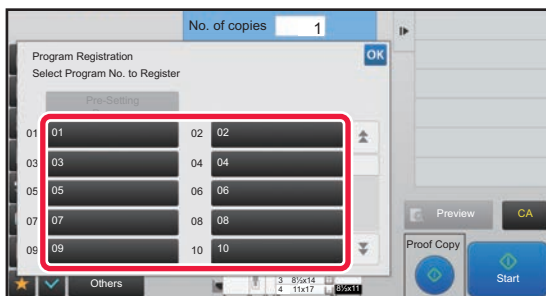 No. of copies 1
Program Registration OK
Select Program No. to Register
Pre-Setting
01 01 02 02
03 03 04 04
05 05 06 06
07 07 08 08
09 09 10 10
Preview CA
Proof Copy
Start
Others
3 8½x14
4 11x17 8½x11